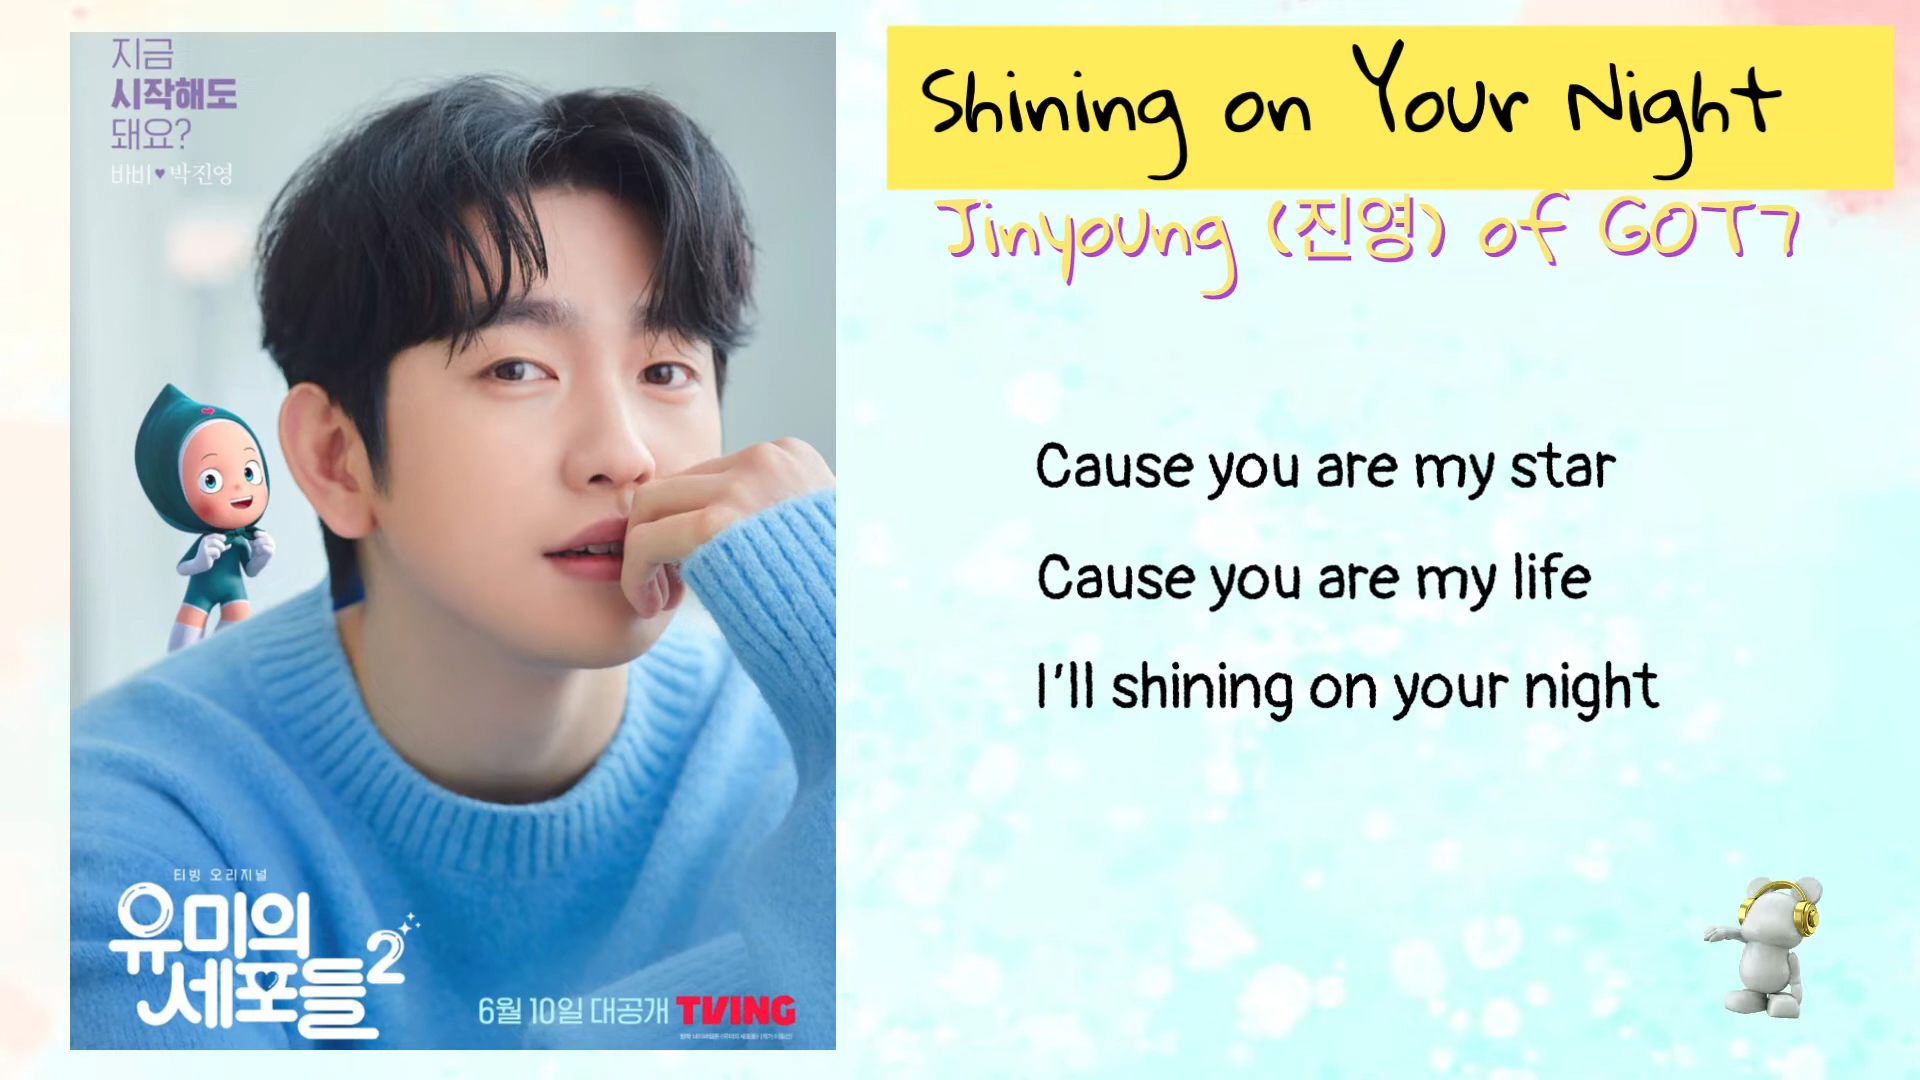 지금
시작해도
돼요?
바비♥박진영
티빙 오리지널
유미의
세포들2
6월 10일 대공개 TVING
Shining on Your Night
Jinyoung (진영) of GOT7
Cause you are my star
Cause you are my life
I'll shining on your night